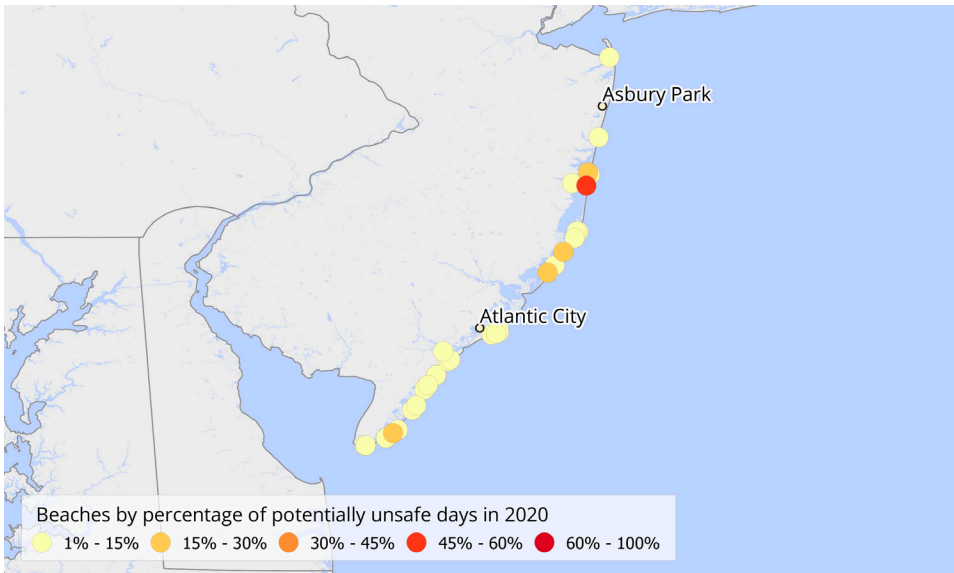 Asbury Park
Atlantic City
Beaches by percentage of potentially unsafe days in 2020
1% - 15% 15% - 30% 30% - 45% 45% - 60% 60% - 100%